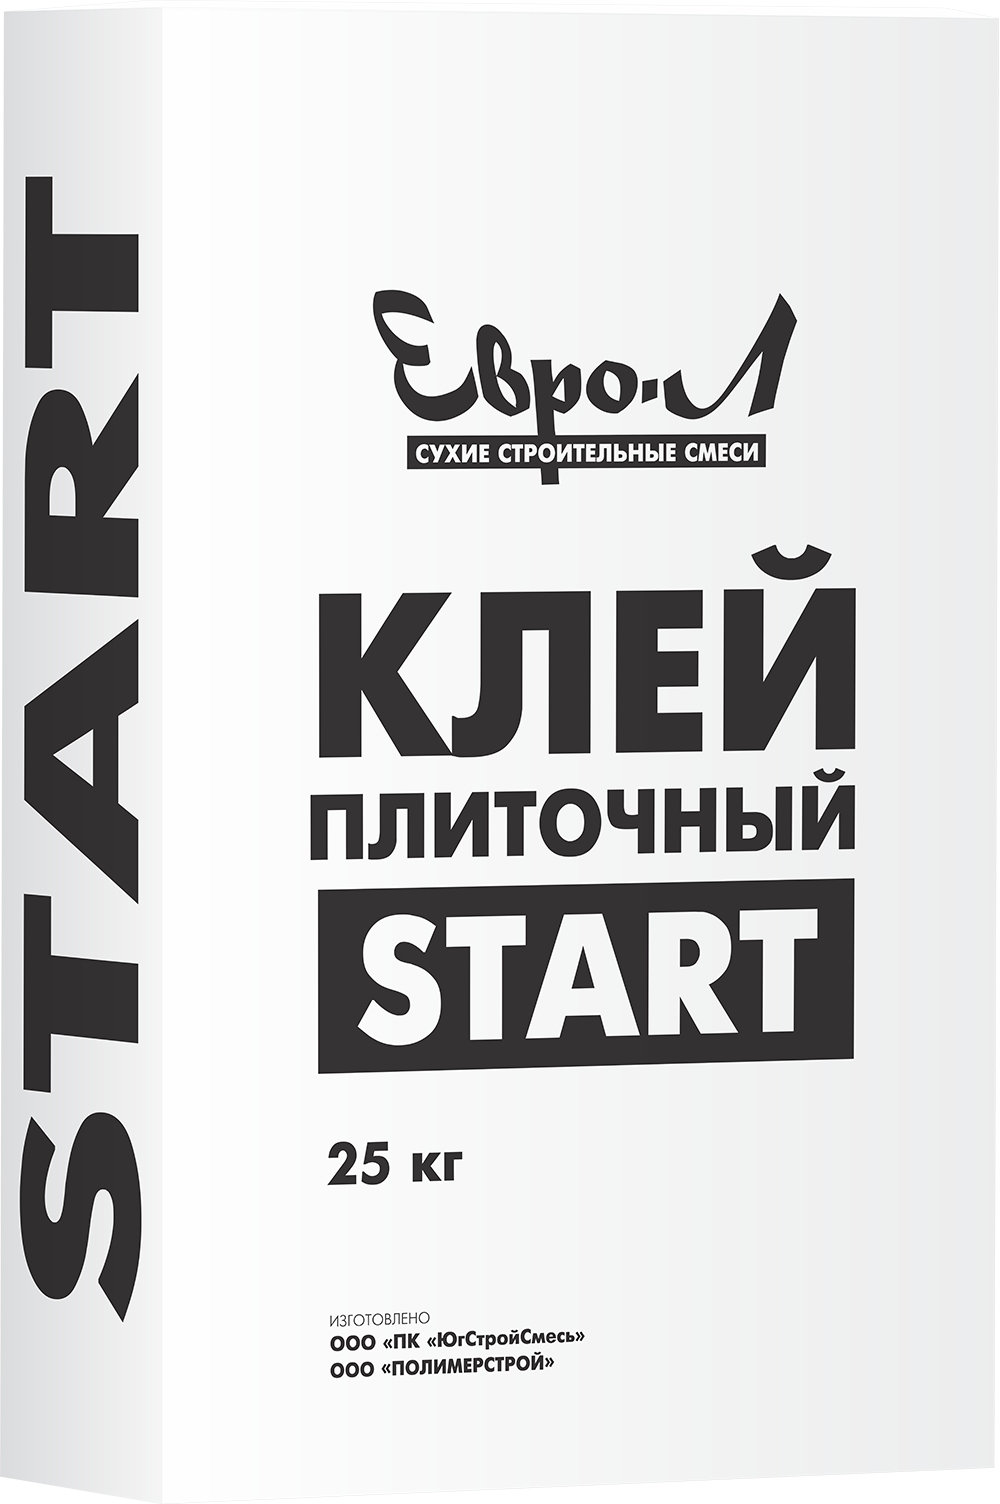 START
Евро-Л
СУХИЕ СТРОИТЕЛЬНЫЕ СМЕСИ
КЛЕЙ
ПЛИТОЧНЫЙ
START
25 кг
ИЗГОТОВЛЕНО
ООО «ПК «ЮгСтройСмесь»
ООО «ПОЛИМЕРСТРОЙ»